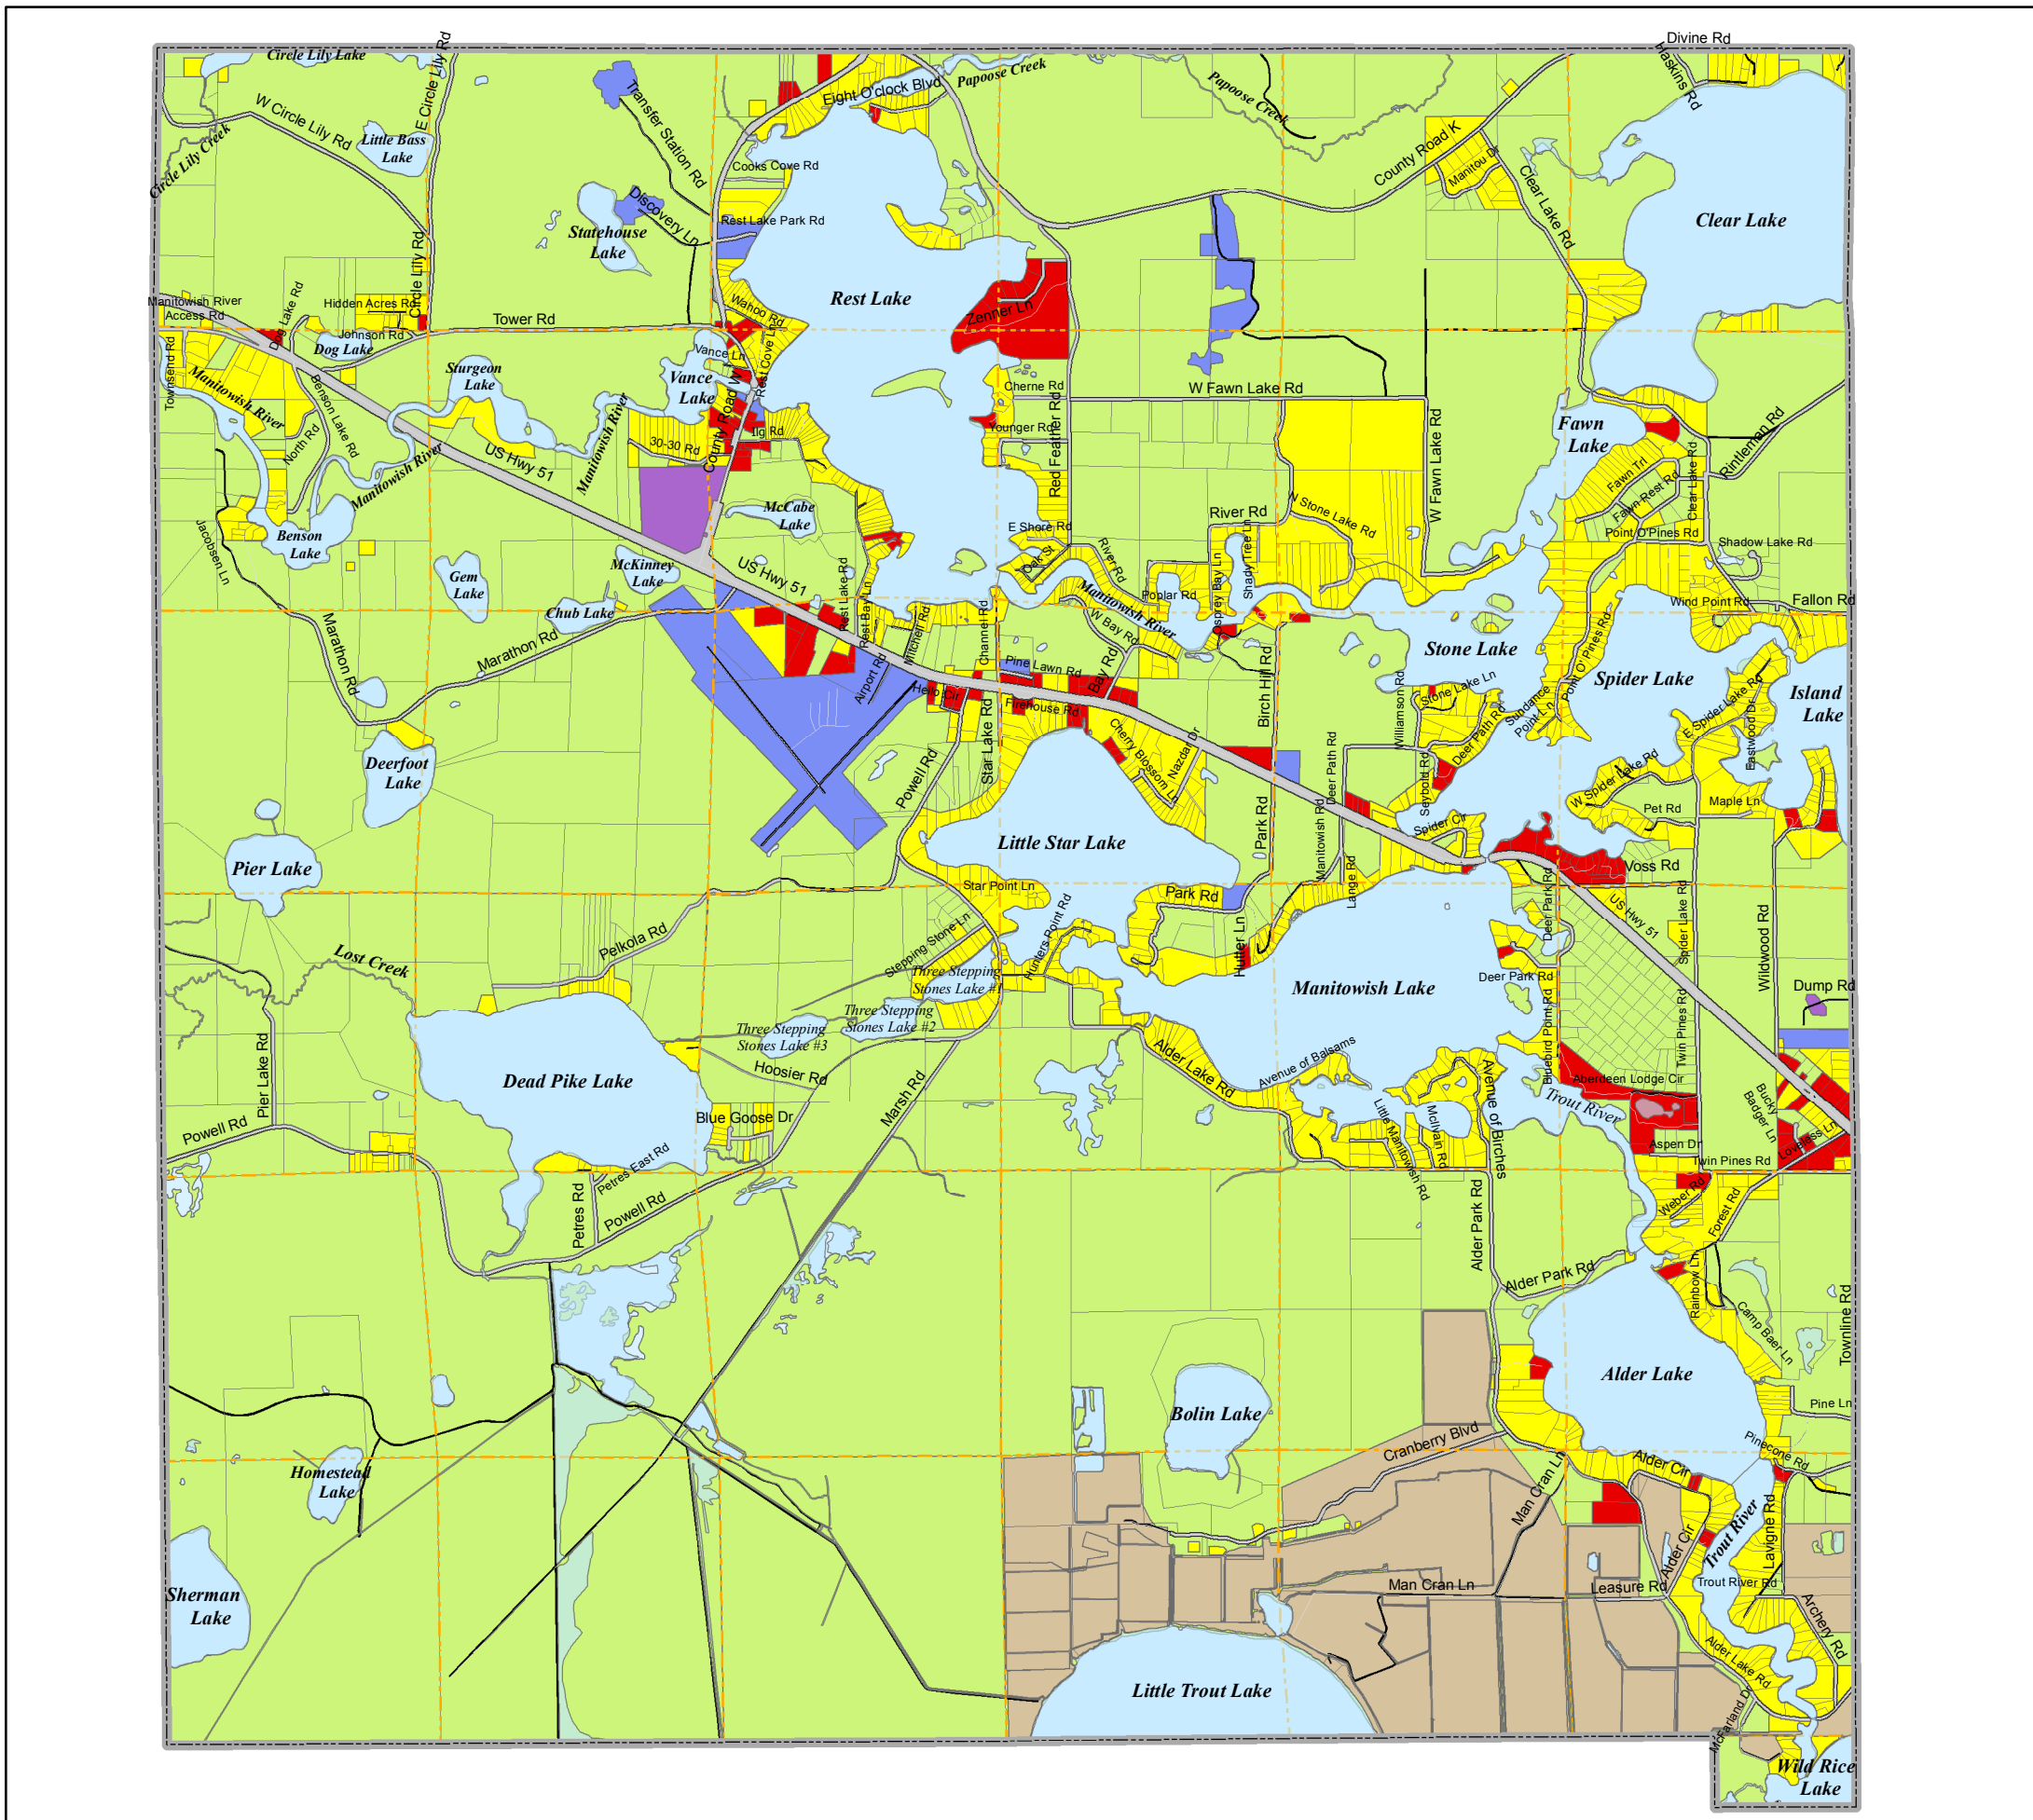 Divine Rd
Circle Lily Lake
E Circle Lily Rd
Haskins Rd
Papoose Creek
Papoose Creek
Eight O'clock Blvd
Transfer Station Rd
W Circle Lily Rd
Little Bass
Lake
Circle Lily Creek
Cooks Cove Rd
County Road K
Manitou Dr
Clear Lake Rd
Discovery Ln
Rest Lake Park Rd
Statehouse
Lake
Clear Lake
Circle Lily Rd
Rest Lake
Manitowish River
Access Rd
Dog Lake Rd
Hidden Acres Rd
Wahoo Rd
Zenner Ln
Tower Rd
Johnson Rd
Dog Lake
Vance Ln
Rest Cove Ln
Townsend Rd
Manitowish River
Benson Lake Rd
Sturgeon
Lake
Vance
Lake
County Road W
Cherne Rd
W Fawn Lake Rd
Red Feather Rd
Younger Rd
Ilg Rd
30-30 Rd
North Rd
US Hwy 51
Manitowish River
Manitowish River
Fawn
Lake
W Fawn Lake Rd
Fawn Trl
Fawn Rest Rd
Clear Lake Rd
Rintleman Rd
McCabe
Lake
N Stone Lake Rd
River Rd
E Shore Rd
Oak St
River Rd
Point O'Pines Rd
Shadow Lake Rd
Jacobsen Ln
Benson
Lake
Gem
Lake
McKinney
Lake
US Hwy 51
Rest Lake Rd
Rest Bay Ln
Osprey Bay Ln
Shady Tree Ln
Chub Lake
Poplar Rd
Manitowish River
Wind Point Rd
Fallon Rd
Marathon Rd
Marathon Rd
Mitchell Rd
Channel Rd
W Bay Rd
Bay Rd
Pine Lawn Rd
Birch Hill Rd
Stone Lake
Point O' Pines Rd
Spider Lake
Island
Lake
Airport Rd
Hello Cir
Firehouse Rd
Star Lake Rd
Williamson Rd
Stone Lake Ln
Sundance
Point Ln
E Spider Lake Rd
Eastwood Dr
Deerfoot
Lake
Powell Rd
Cherry Blossom Ln
Nazdar Dr
Deer Path Rd
Deer Path Rd
Seybold Rd
W Spider Lake Rd
Pet Rd
Maple Ln
Pier Lake
Little Star Lake
Park Rd
Manitowish Rd
Lange Rd
Spider Cir
Voss Rd
Star Point Ln
Park Rd
Deer Park Rd
US Hwy 51
Spider Lake Rd
Wildwood Rd
Lost Creek
Pelkola Rd
Stepping Stone Ln
Hunters Point Rd
Hutter Ln
Three Stepping
Stones Lake #1
Manitowish Lake
Deer Park Rd
Dump Rd
Three Stepping
Stones Lake #2
Three Stepping
Stones Lake #3
Pier Lake Rd
Dead Pike Lake
Hoosier Rd
Marsh Rd
Alder Lake Rd
Avenue of Balsams
Bluebird Point Rd
Twin Pines Rd
Aberdeen Lodge Cir
Trout River
Bucky
Badger Ln
Loveless Ln
Powell Rd
Blue Goose Dr
Little Manitowish Rd
McIlvain Rd
Avenue of Birches
Aspen Dr
Twin Pines Rd
Petres East Rd
Petres Rd
Powell Rd
Weber Rd
Forest Rd
Alder Park Rd
Alder Park Rd
Rainbow Ln
Camp Baer Ln
Townline Rd
Alder Lake
Bolin Lake
Pine Ln
Cranberry Blvd
Pinecone Rd
Homestead
Lake
Man Cran Ln
Alder Cir
Trout River
Lavigne Rd
Sherman
Lake
Man Cran Ln
Leasure Rd
Alder Cir
Trout River Rd
Archery Rd
Alder Lake Rd
Little Trout Lake
McFarland Dr
Wild Rice
Lake